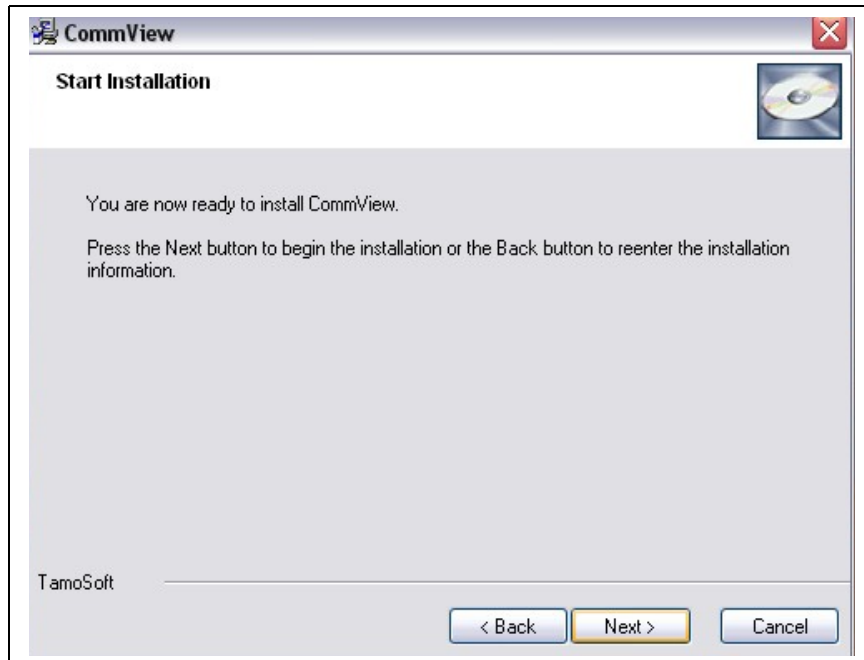 CommView
Start Installation
You are now ready to install CommView.
Press the Next button to begin the installation or the Back button to reenter the installation
information.
TamoSoft
< Back
Next >
Cancel